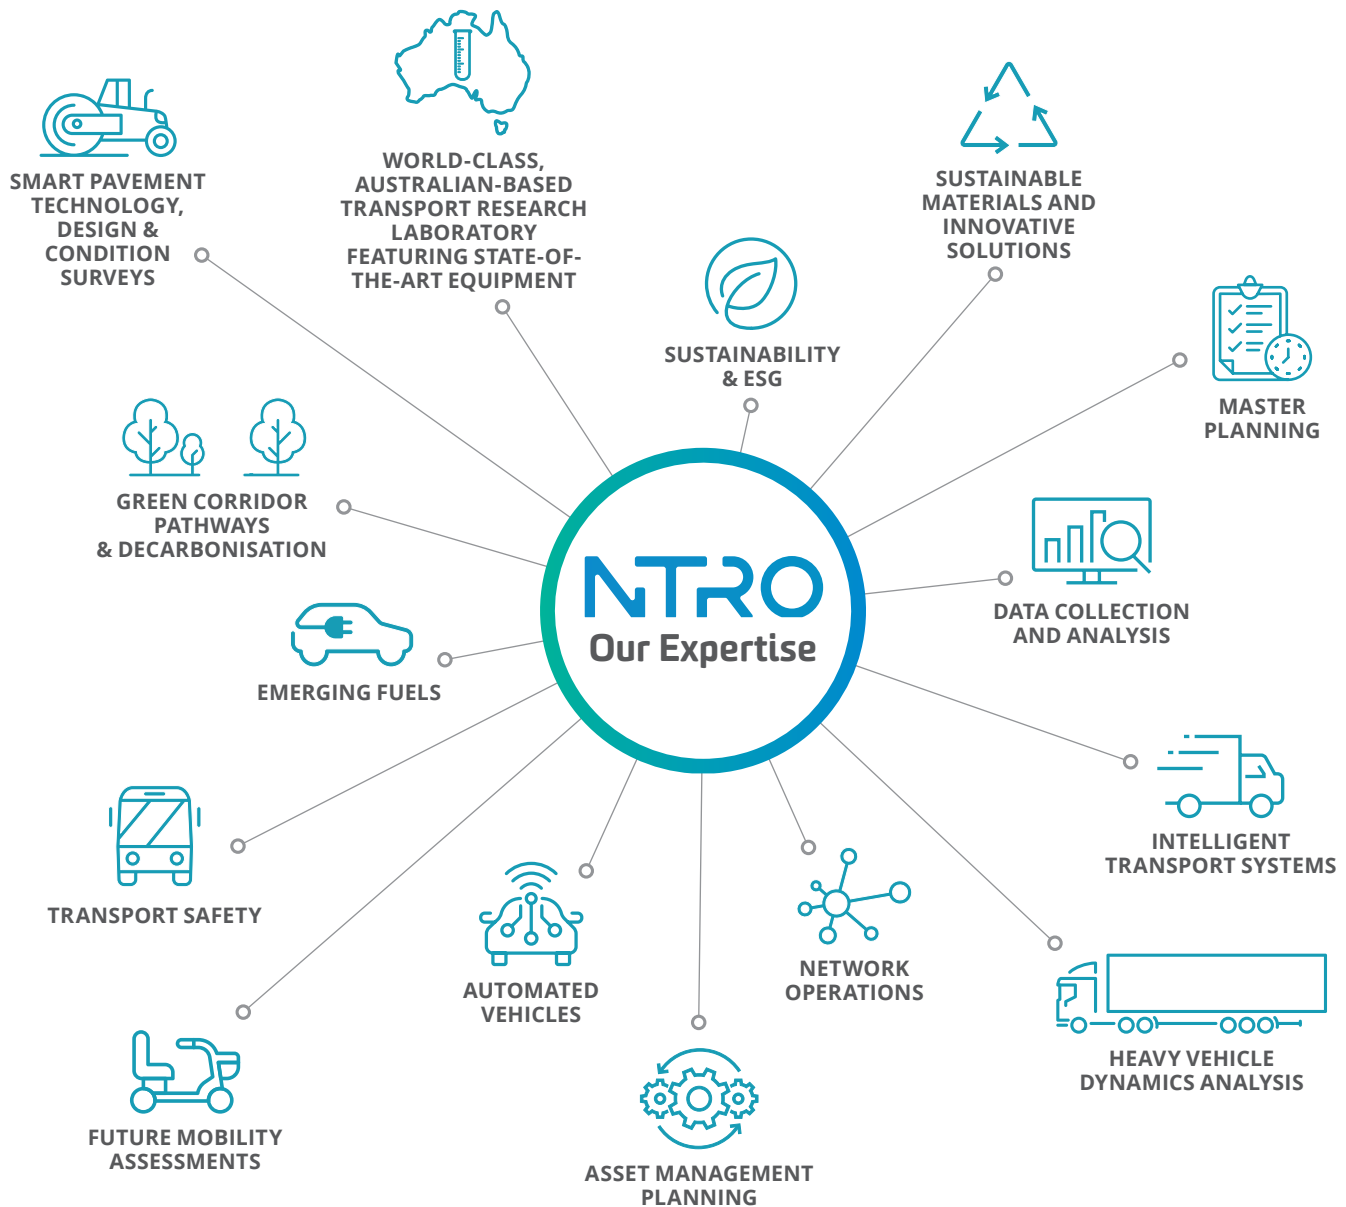 SMART PAVEMENT
TECHNOLOGY,
DESIGN &
CONDITION
SURVEYS
WORLD-CLASS,
AUSTRALIAN-BASED
TRANSPORT RESEARCH
LABORATORY
FEATURING STATE-OF-
THE-ART EQUIPMENT
SUSTAINABILITY
& ESG
SUSTAINABLE
MATERIALS AND
INNOVATIVE
SOLUTIONS
MASTER
PLANNING
GREEN CORRIDOR
PATHWAYS
& DECARBONISATION
NTRO
Our Expertise
DATA COLLECTION
AND ANALYSIS
EMERGING FUELS
INTELLIGENT
TRANSPORT SYSTEMS
TRANSPORT SAFETY
AUTOMATED
VEHICLES
NETWORK
OPERATIONS
HEAVY VEHICLE
DYNAMICS ANALYSIS
FUTURE MOBILITY
ASSESSMENTS
ASSET MANAGEMENT
PLANNING